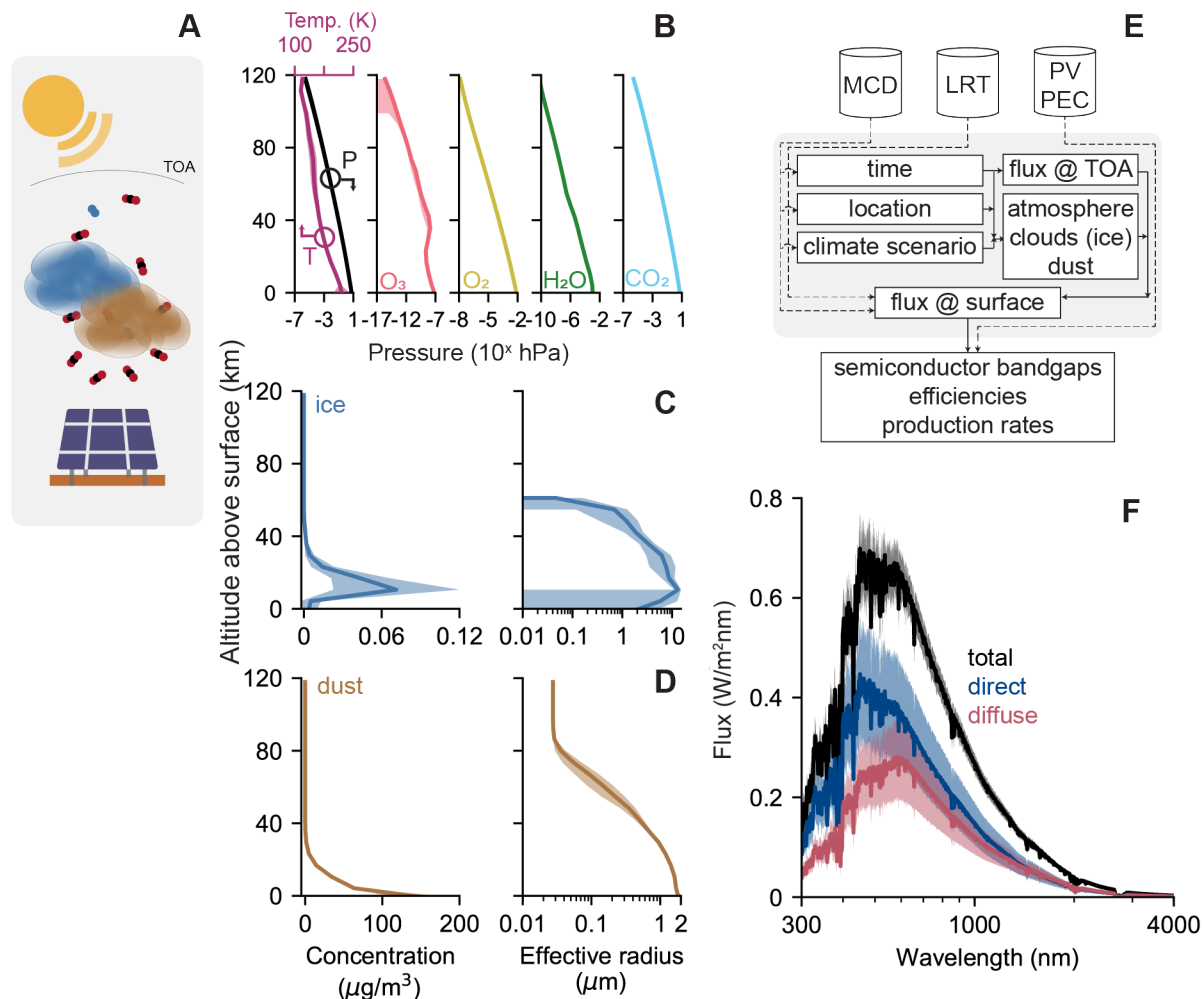 A
TOA
B
Temp. (K)
100 250
120
80
40
0
P
T
O₃
O₂
H₂O
CO₂
-7 -3 1
-17 -12 -7
-8 -5 -2
-10 -6 -2
-7 -3 1
Pressure (10ˣ hPa)
Altitude above surface (km)
C
ice
120
80
40
0
0 0.06 0.12
0.01 0.1 1 10
D
dust
120
80
40
0
0 100 200
0.01 0.1 1 2
Concentration
(μg/m³)
Effective radius
(μm)
E
MCD
LRT
PV
PEC
time
location
climate scenario
flux @ TOA
atmosphere
clouds (ice)
dust
flux @ surface
semiconductor bandgaps
efficiencies
production rates
F
Flux (W/m²nm)
0.8
0.6
0.4
0.2
0
total
direct
diffuse
300 1000 4000
Wavelength (nm)